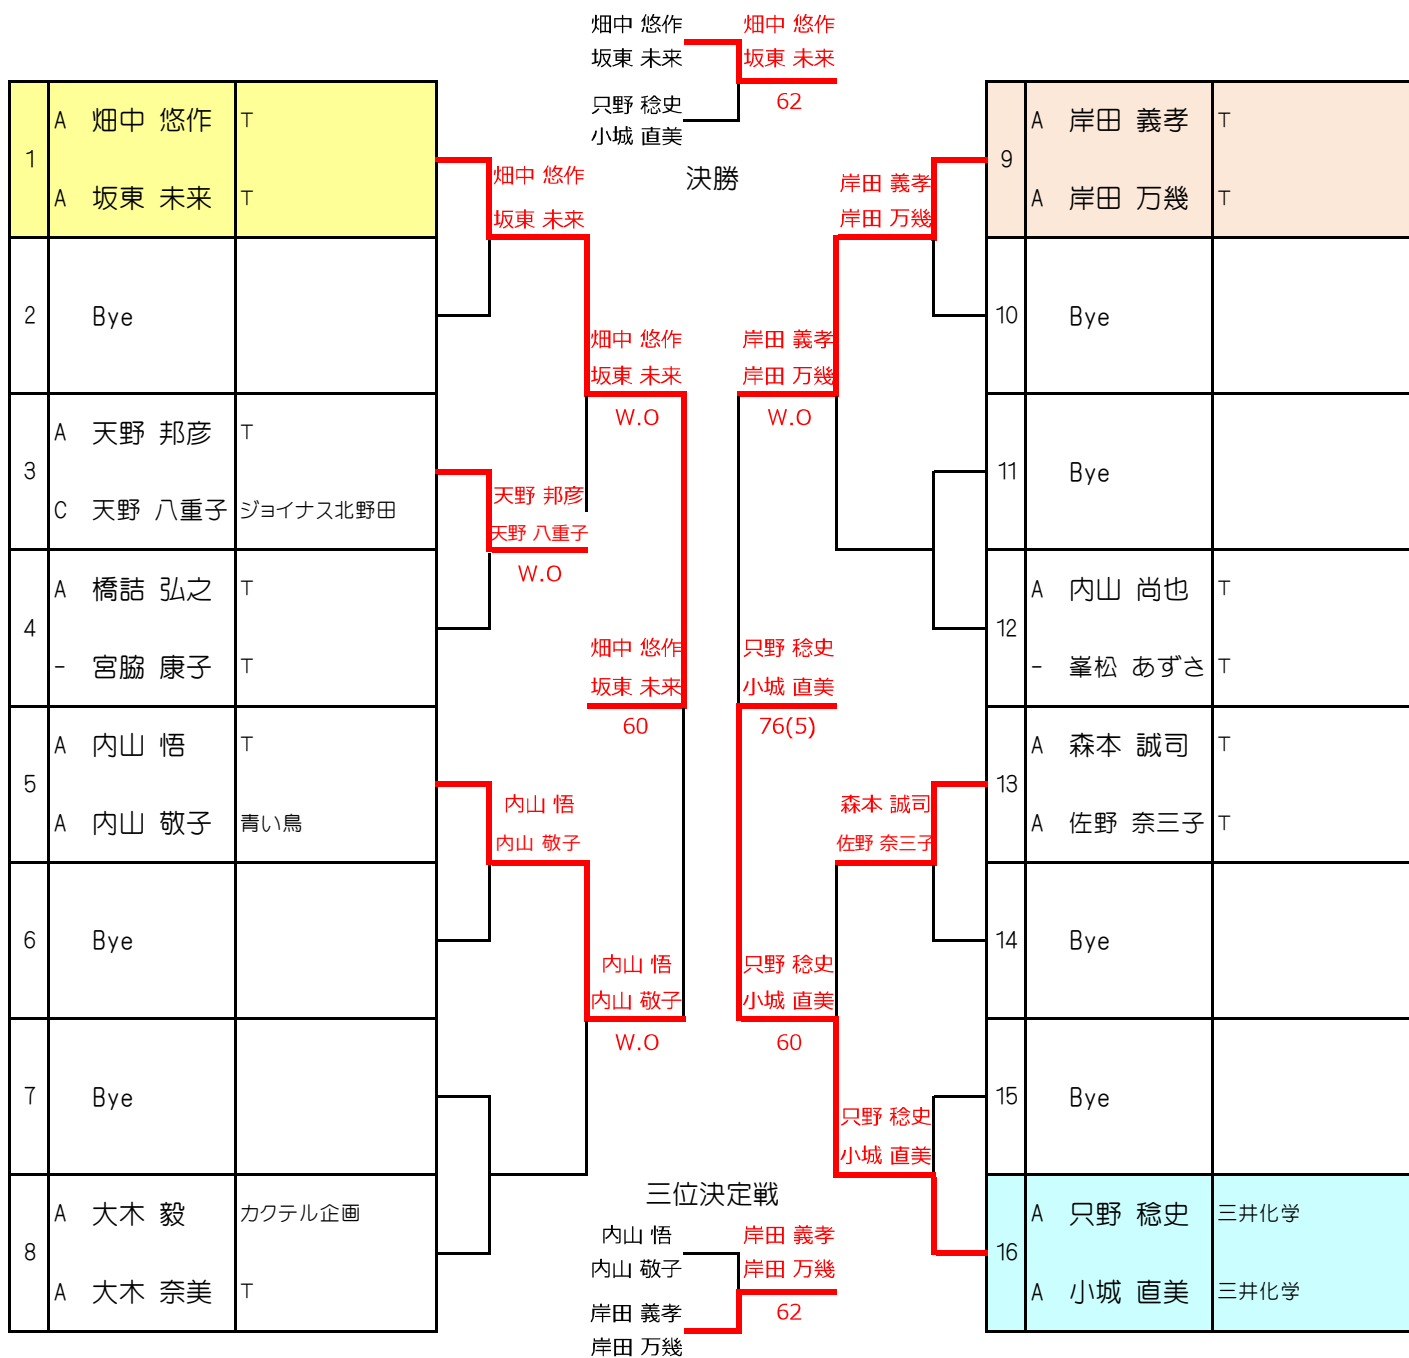 畑中 悠作
坂東 未来
畑中 悠作
坂東 未来
62
只野 稔史
小城 直美
決勝
1
A 畑中 悠作 T
A 坂東 未来 T
2 Bye
3
A 天野 邦彦 T
C 天野 八重子 ジョイナス北野田
4
A 橋詰 弘之 T
- 宮脇 康子 T
5
A 内山 悟 T
A 内山 敬子 青い鳥
6 Bye
7 Bye
8
A 大木 毅 カクテル企画
A 大木 奈美 T
畑中 悠作
坂東 未来
天野 邦彦
天野 八重子
W.O
内山 悟
内山 敬子
畑中 悠作
坂東 未来
W.O
内山 悟
内山 敬子
W.O
畑中 悠作
坂東 未来
60
只野 稔史
小城 直美
76(5)
岸田 義孝
岸田 万幾
W.O
只野 稔史
小城 直美
60
岸田 義孝
岸田 万幾
森本 誠司
佐野 奈三子
只野 稔史
小城 直美
9
A 岸田 義孝 T
A 岸田 万幾 T
10 Bye
11 Bye
12
A 内山 尚也 T
- 峯松 あずさ T
13
A 森本 誠司 T
A 佐野 奈三子 T
14 Bye
15 Bye
16
A 只野 稔史 三井化学
A 小城 直美 三井化学
三位決定戦
内山 悟
内山 敬子
岸田 義孝
岸田 万幾
62
岸田 義孝
岸田 万幾